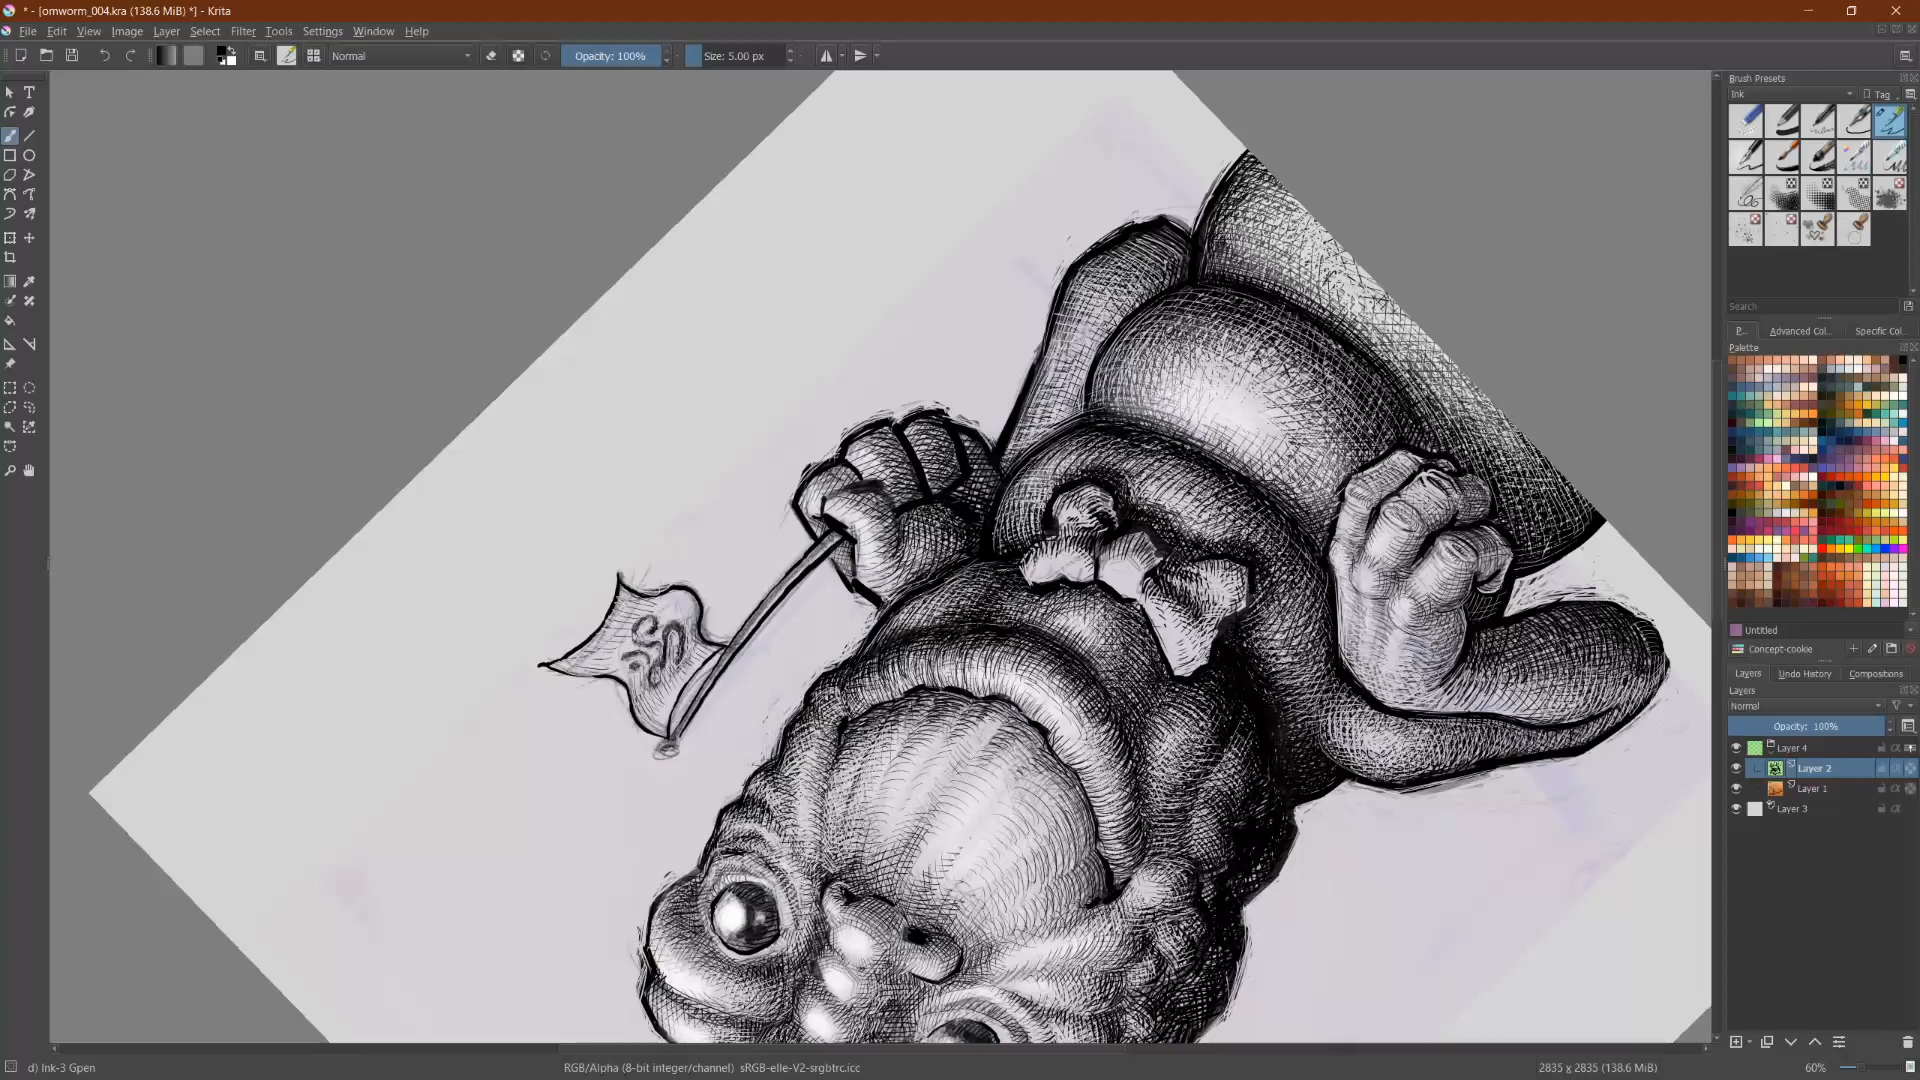 * - [omworm_004.kra (138.6 MiB) *] - Krita
File Edit View Image Layer Select Filter Tools Settings Window Help
Normal Opacity: 100% Size: 5.00 px
Brush Presets
Ink Tag
Search
P... Advanced Col... Specific Col...
Palette
Untitled
Concept-cookie
Layers Undo History Compositions
Layers
Normal
Opacity: 100%
Layer 4
Layer 2
Layer 1
Layer 3
d) Ink-3 Gpen RGB/Alpha (8-bit integer/channel) sRGB-elle-V2-srgbtrc.icc 2835 x 2835 (138.6 MiB) 60%